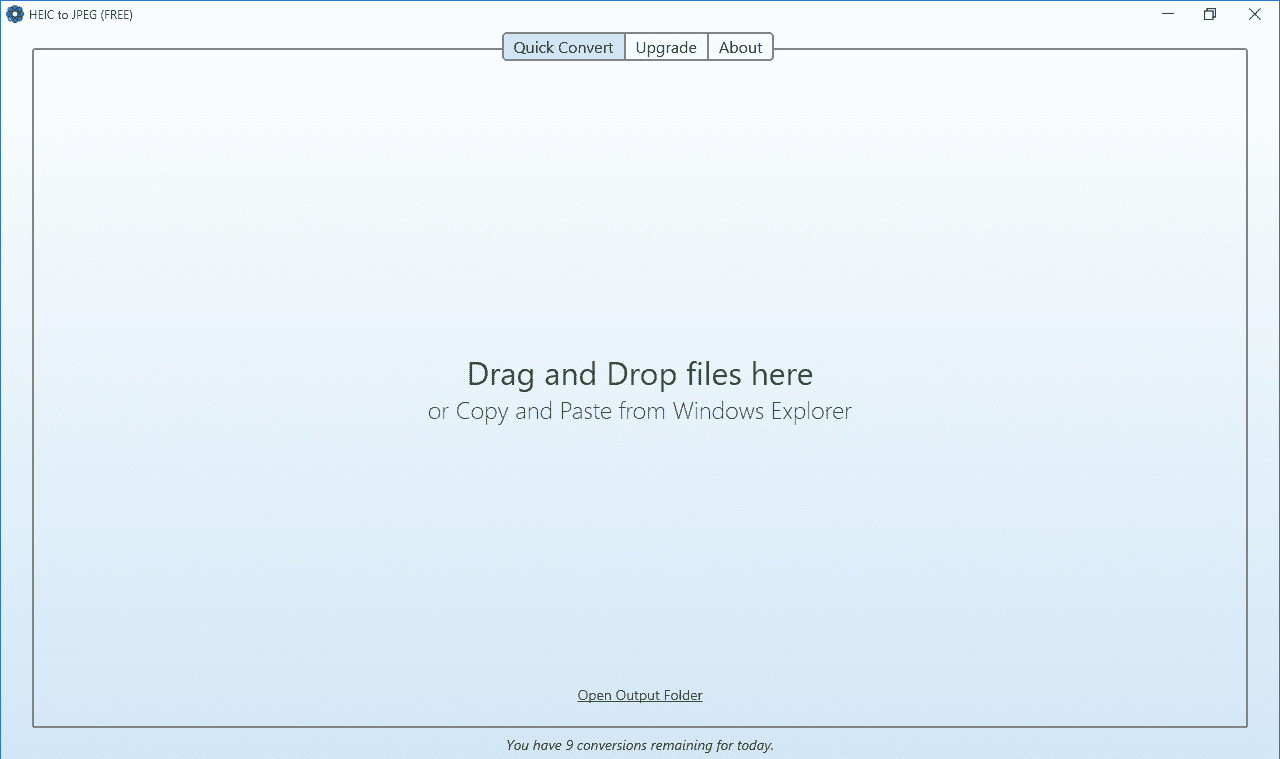 HEIC to JPEG (FREE)
Quick Convert Upgrade About
Drag and Drop files here
or Copy and Paste from Windows Explorer
Open Output Folder
You have 9 conversions remaining for today.